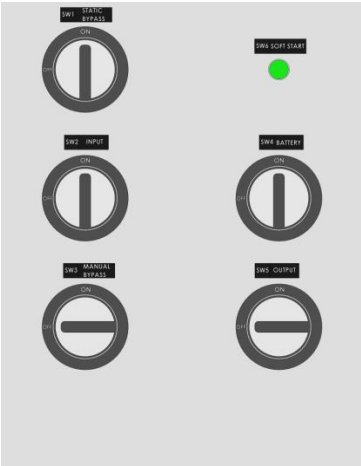 SW1 STATIC BYPASS
ON
OFF
SW6 SOFT START
SW2 INPUT
ON
OFF
SW4 BATTERY
ON
OFF
SW3 MANUAL BYPASS
ON
OFF
SW5 OUTPUT
ON
OFF